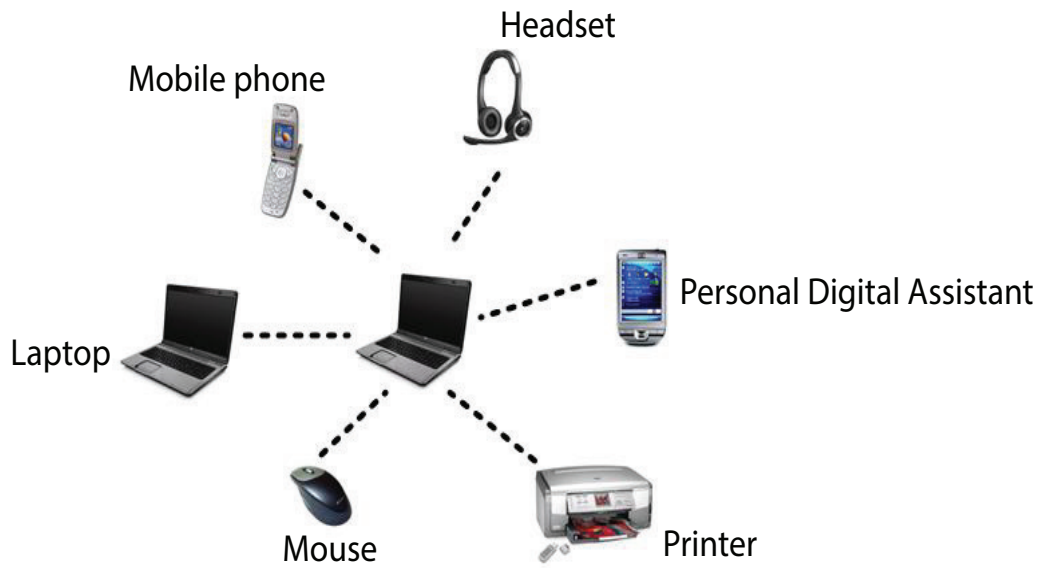 Headset
Mobile phone
Personal Digital Assistant
Laptop
Mouse
Printer